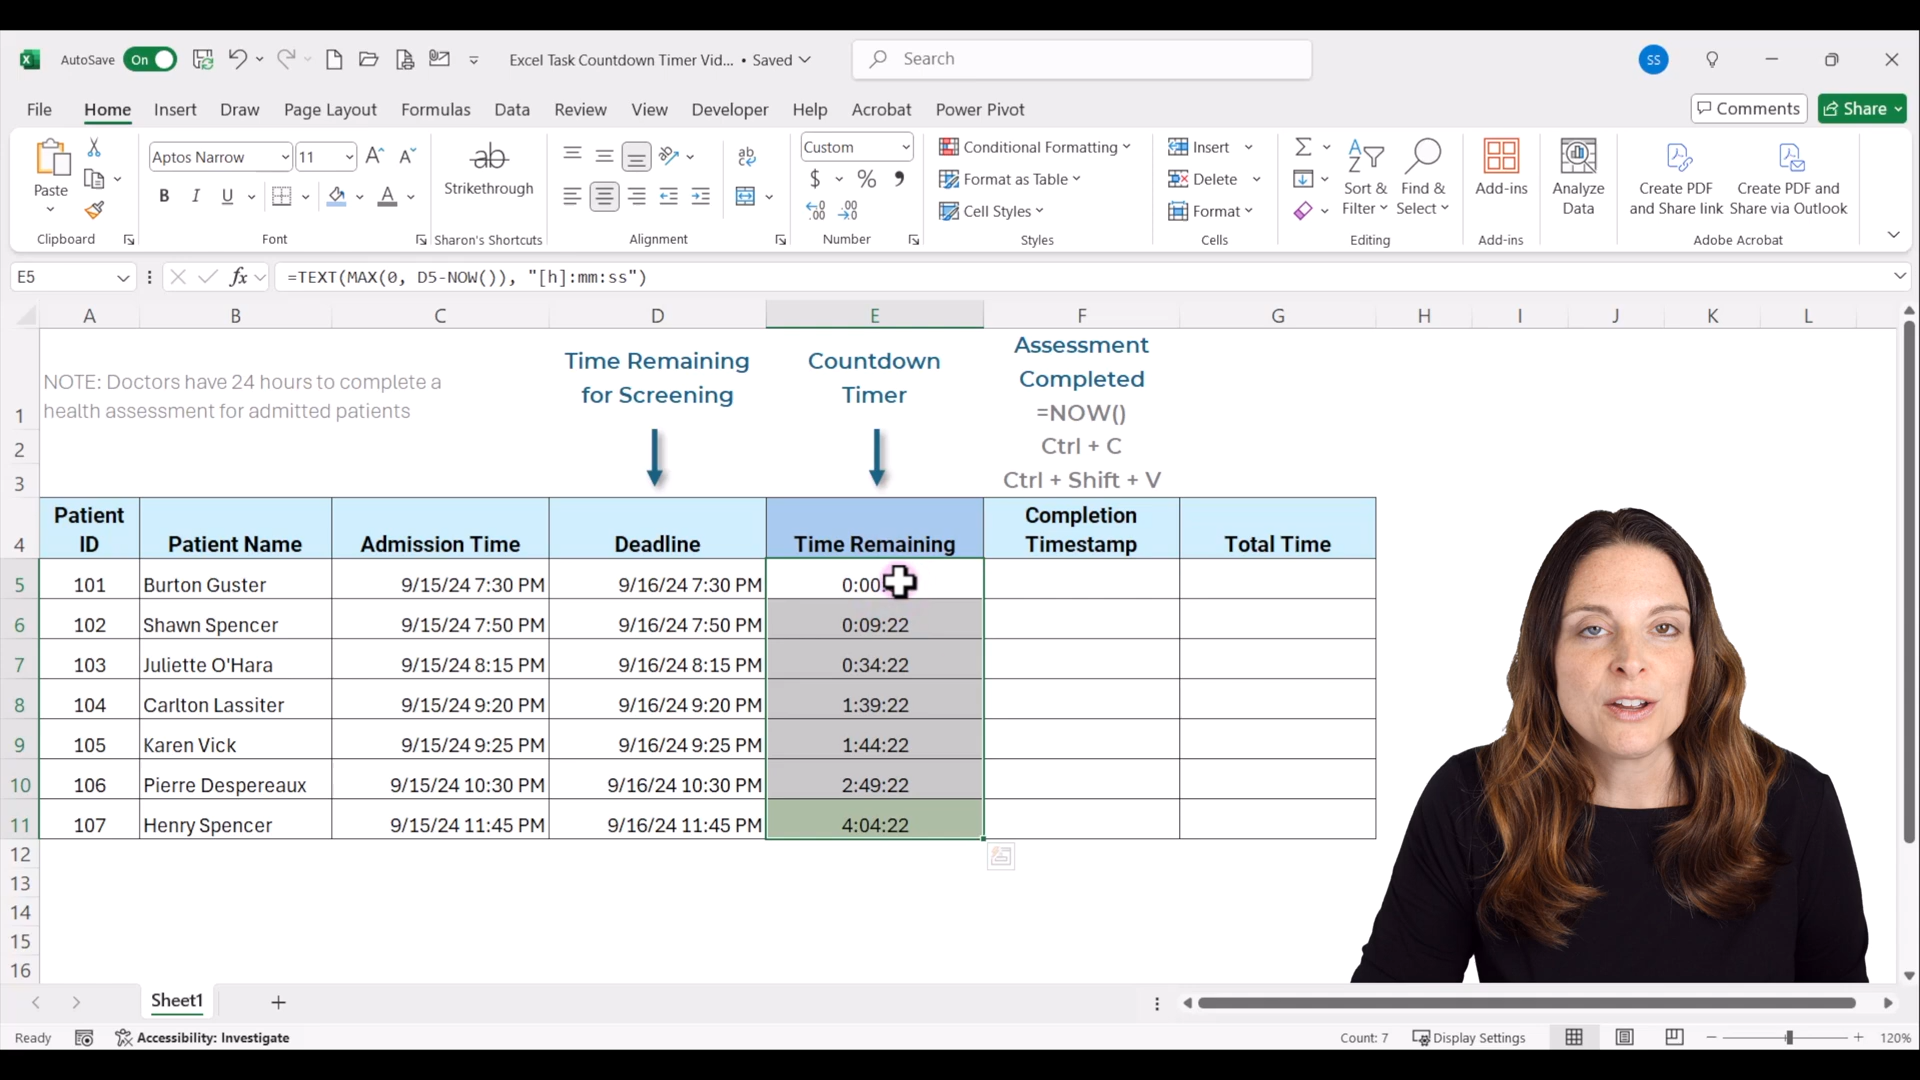 AutoSave On Excel Task Countdown Timer Vid... • Saved Search SS
File Home Insert Draw Page Layout Formulas Data Review View Developer Help Acrobat Power Pivot Comments Share
Paste Aptos Narrow 11 ab Strikethrough Custom Conditional Formatting Insert Sort & Filter Find & Select Add-ins Analyze Data Create PDF and Share link Create PDF and Share via Outlook
B I U A $ % Format as Table Delete
Cell Styles Format
Clipboard Font Sharon's Shortcuts Alignment Number Styles Cells Editing Add-ins Adobe Acrobat
E5 fx =TEXT(MAX(0, D5-NOW()), "[h]:mm:ss")
A B C D E F G H I J K L
NOTE: Doctors have 24 hours to complete a
health assessment for admitted patients
Time Remaining
for Screening
Countdown
Timer
Assessment
Completed
=NOW()
Ctrl + C
Ctrl + Shift + V
1
2
3
4 Patient ID Patient Name Admission Time Deadline Time Remaining Completion Timestamp Total Time
5 101 Burton Guster 9/15/24 7:30 PM 9/16/24 7:30 PM 0:00
6 102 Shawn Spencer 9/15/24 7:50 PM 9/16/24 7:50 PM 0:09:22
7 103 Juliette O'Hara 9/15/24 8:15 PM 9/16/24 8:15 PM 0:34:22
8 104 Carlton Lassiter 9/15/24 9:20 PM 9/16/24 9:20 PM 1:39:22
9 105 Karen Vick 9/15/24 9:25 PM 9/16/24 9:25 PM 1:44:22
10 106 Pierre Despereaux 9/15/24 10:30 PM 9/16/24 10:30 PM 2:49:22
11 107 Henry Spencer 9/15/24 11:45 PM 9/16/24 11:45 PM 4:04:22
12
13
14
15
16
Sheet1
Ready Accessibility: Investigate Count: 7 Display Settings 120%